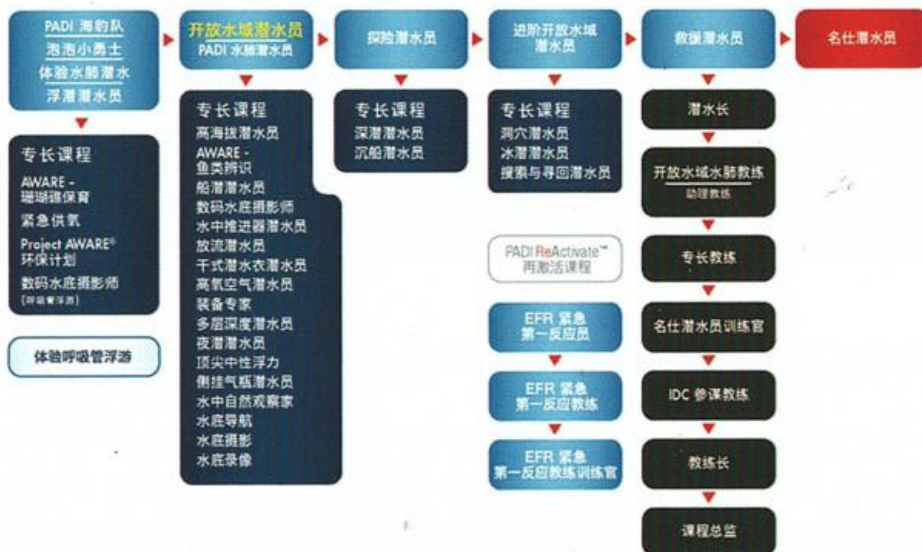 PADI 海豹队
泡泡小勇士
体验水肺潜水
浮潜潜水员
专长课程
AWARE -
珊瑚礁保育
紧急供氧
Project AWARE®
环保计划
数码水底摄影师
(呼吸管浮游)
体验呼吸管浮游
开放水域潜水员
PADI 水肺潜水员
专长课程
高海拔潜水员
AWARE -
鱼类辨识
船潜潜水员
数码水底摄影师
水中推进器潜水员
放流潜水员
干式潜水衣潜水员
高氧空气潜水员
装备专家
多层深度潜水员
夜潜潜水员
顶尖中性浮力
侧挂气瓶潜水员
水中自然观察家
水底导航
水底摄影
水底录像
探险潜水员
专长课程
深潜潜水员
沉船潜水员
进阶开放水域
潜水员
专长课程
洞穴潜水员
冰潜潜水员
搜索与寻回潜水员
PADI ReActivate™
再激活课程
EFR 紧急
第一反应员
EFR 紧急
第一反应教练
EFR 紧急
第一反应教练训练官
救援潜水员
潜水长
开放水域水肺教练
助理教练
专长教练
名仕潜水员训练官
IDC 参谋教练
教练长
课程总监
名仕潜水员